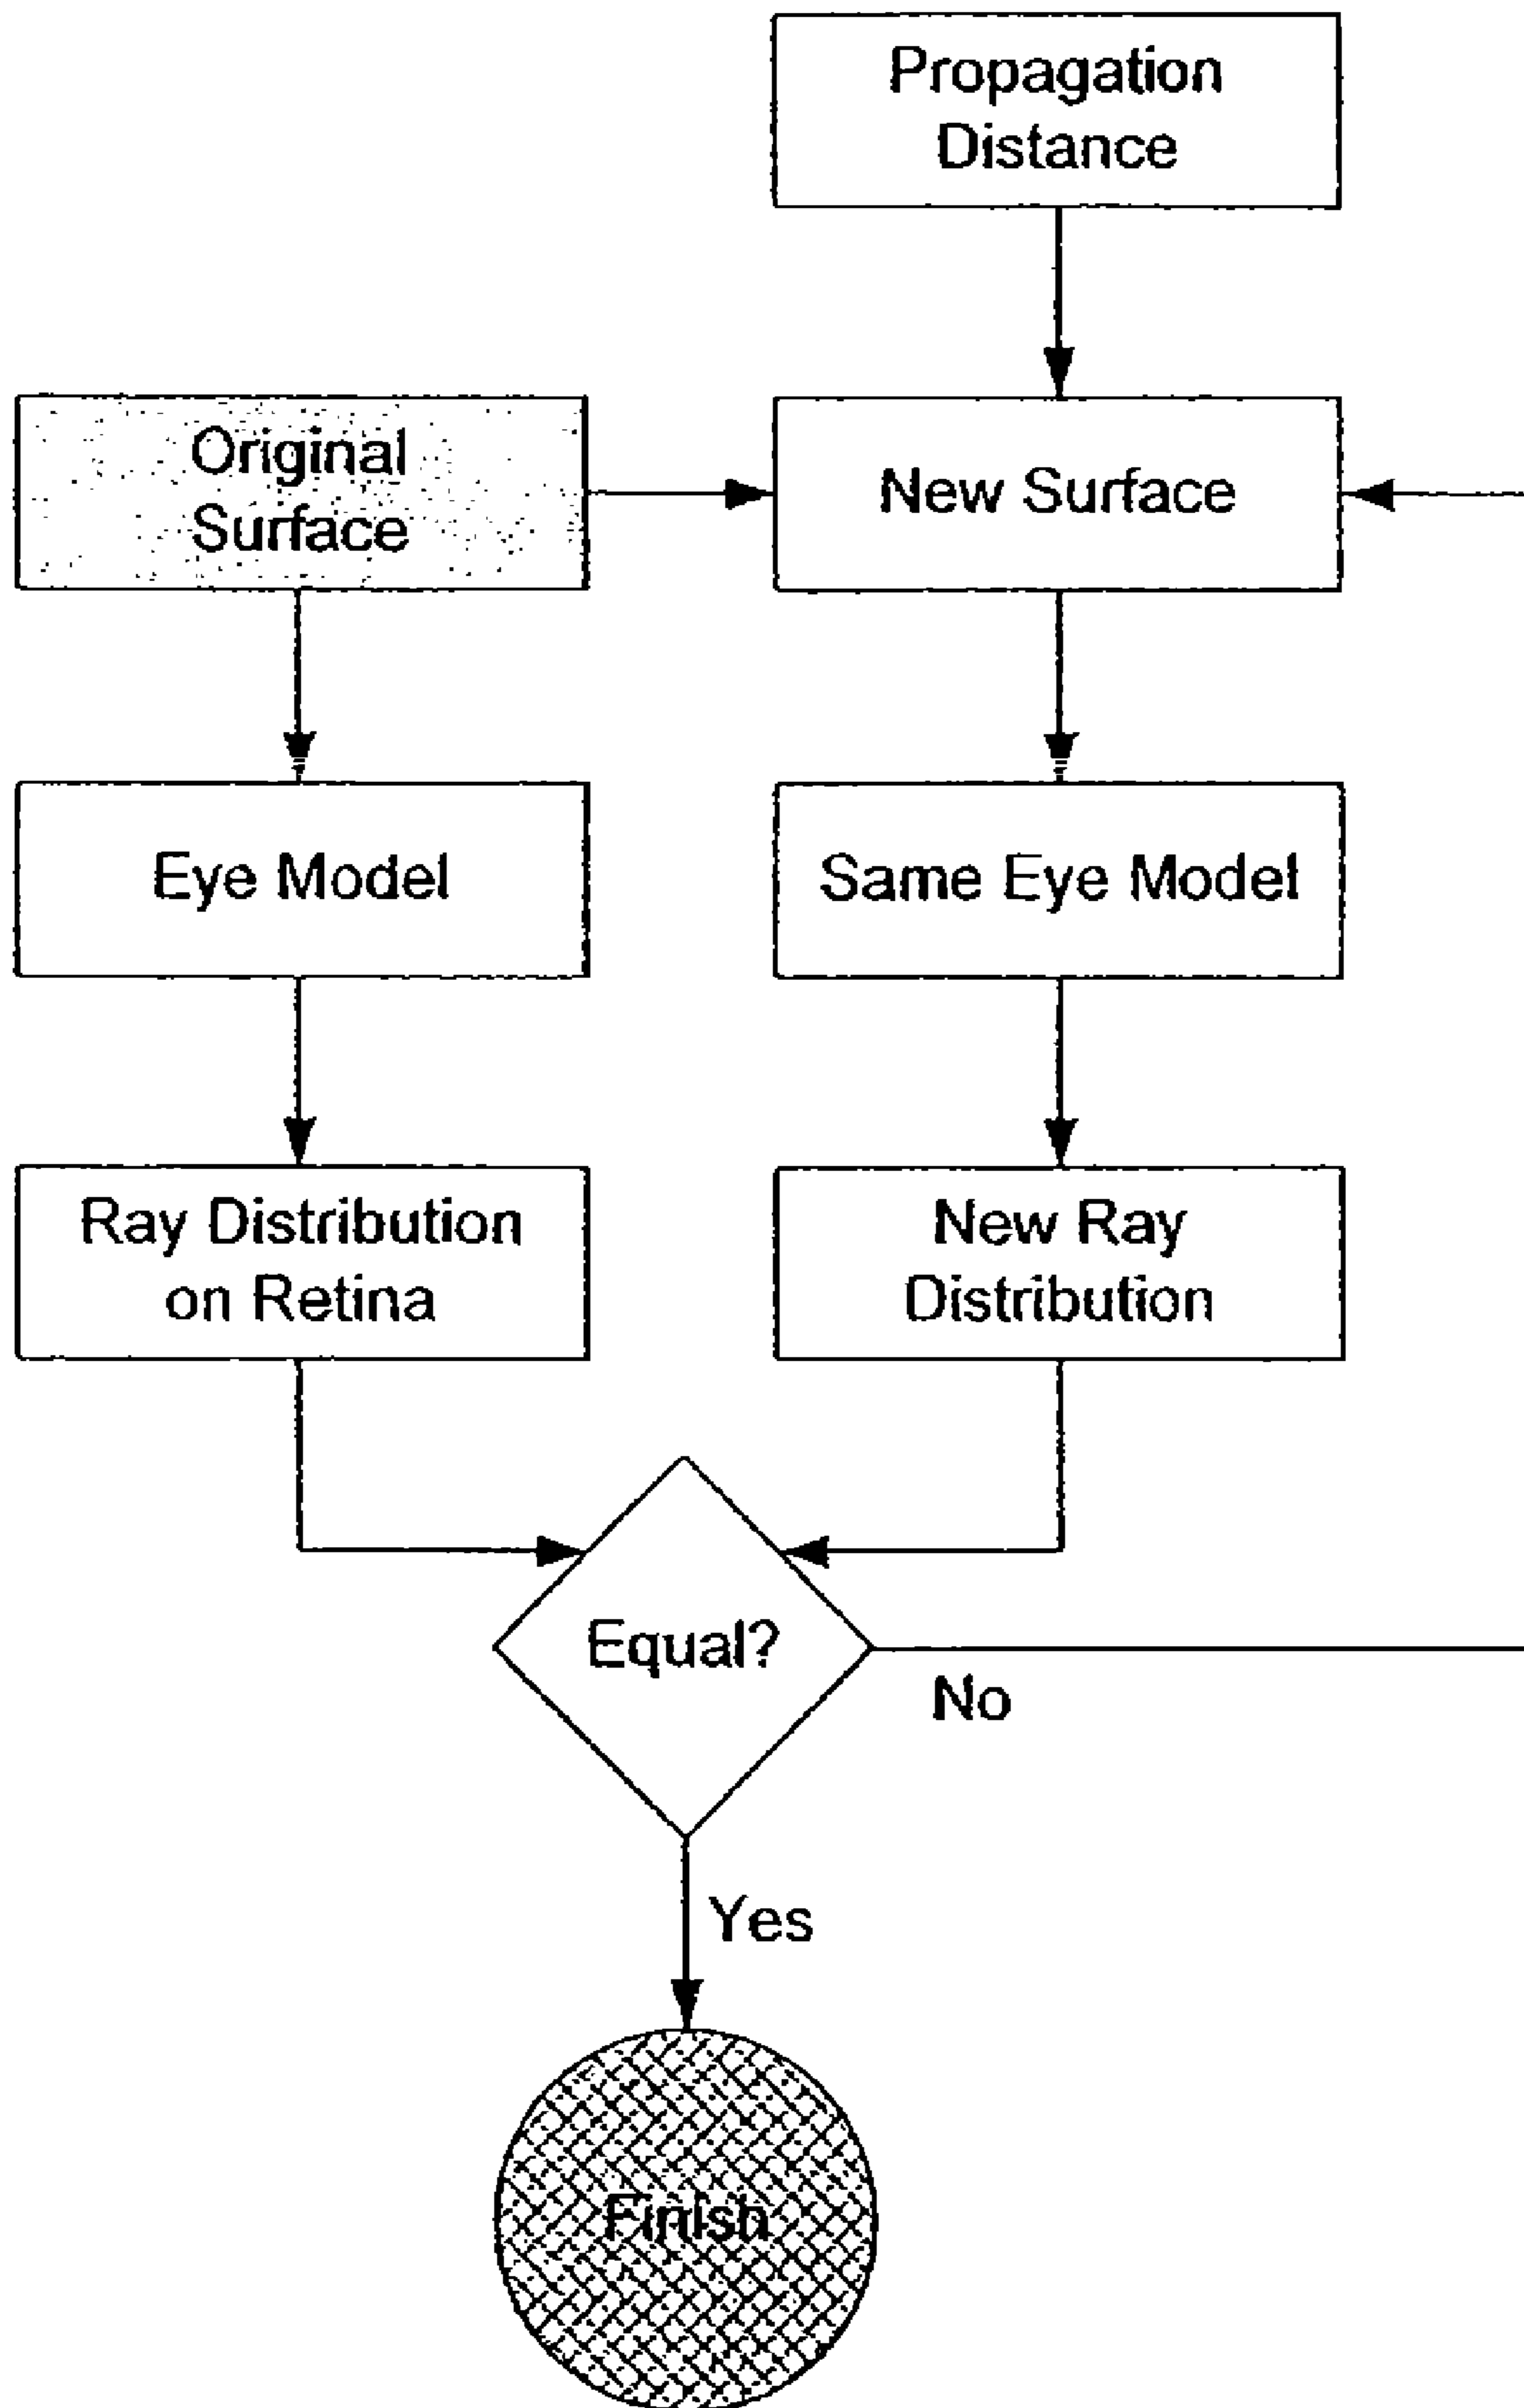 Propagation
Distance
Original
Surface
New Surface
Eye Model
Same Eye Model
Ray Distribution
on Retina
New Ray
Distribution
Equal?
No
Yes
Finish